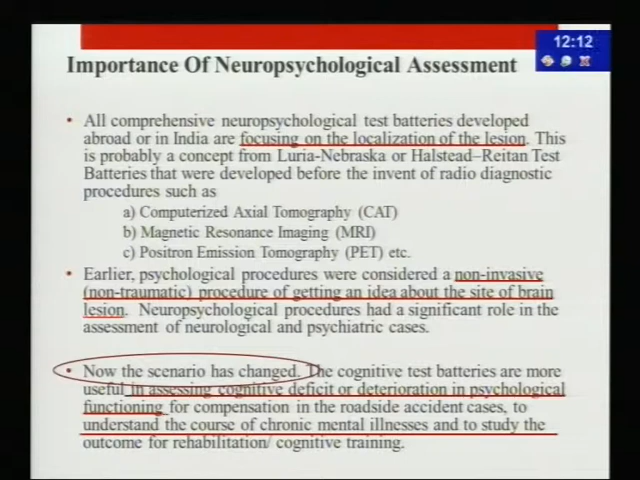 12:12
Importance Of Neuropsychological Assessment
• All comprehensive neuropsychological test batteries developed
abroad or in India are focusing on the localization of the lesion. This
is probably a concept from Luria-Nebraska or Halstead–Reitan Test
Batteries that were developed before the invent of radio diagnostic
procedures such as
a) Computerized Axial Tomography (CAT)
b) Magnetic Resonance Imaging (MRI)
c) Positron Emission Tomography (PET) etc.
• Earlier, psychological procedures were considered a non-invasive
(non-traumatic) procedure of getting an idea about the site of brain
lesion. Neuropsychological procedures had a significant role in the
assessment of neurological and psychiatric cases.
• Now the scenario has changed. The cognitive test batteries are more
useful in assessing cognitive deficit or deterioration in psychological
functioning for compensation in the roadside accident cases, to
understand the course of chronic mental illnesses and to study the
outcome for rehabilitation/ cognitive training.